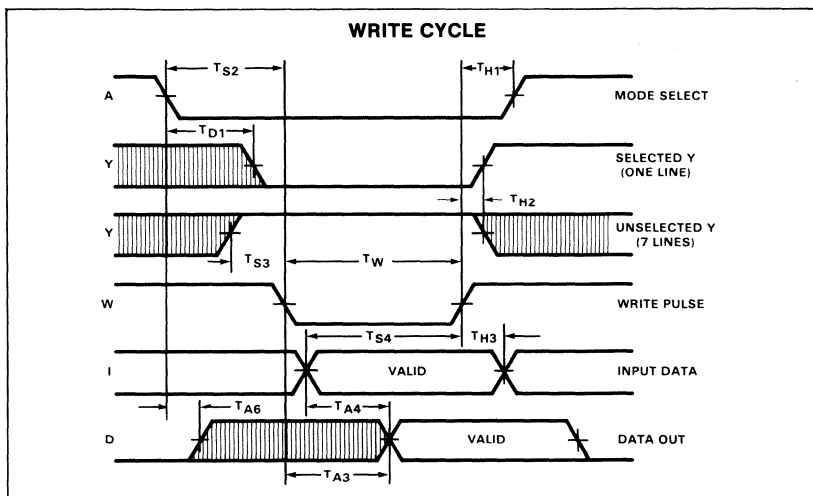 WRITE CYCLE
TS2
TH1
A
MODE SELECT
TD1
Y
SELECTED Y
(ONE LINE)
TH2
Y
UNSELECTED Y
(7 LINES)
TS3
TW
W
WRITE PULSE
TS4
TH3
I
VALID
INPUT DATA
TA6
TA4
D
VALID
DATA OUT
TA3